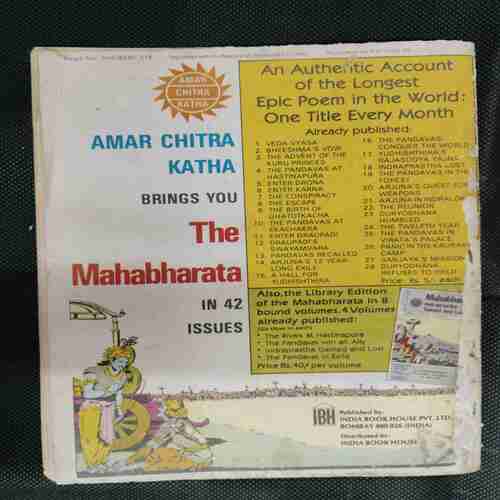 AMAR
CHITRA
KATHA
AMAR CHITRA
KATHA
BRINGS YOU
The
Mahabharata
IN 42
ISSUES
An Authentic Account
of the Longest
Epic Poem in the World:
One Title Every Month
Already published:
1. VEDA VYASA
2. BHEESHMA'S VOW
3. THE ADVENT OF THE
KURU PRINCES
4. THE PANDAVAS AT
HASTINAPURA
5. ENTER DRONA
6. ENTER KARNA
7. THE CONSPIRACY
8. THE ESCAPE
9. THE BIRTH OF
GHATOTKACHA
10. THE PANDAVAS AT
EKACHAKRA
11. ENTER DRAUPADI
12. DRAUPADI'S
SWAYAMVARA
13. PANDAVAS RECALLED
14. ARJUNA'S 12-YEAR-
LONG EXILE
15. A HALL FOR
YUDHISHTHIRA
16. THE PANDAVAS
CONQUER THE WORLD
17. YUDHISHTHIRA'S
RAJASOOYA YAJNA
18. INDRAPRASTHA LOST
19. THE PANDAVAS IN THE
FOREST
20. ARJUNA'S QUEST FOR
WEAPONS
21. ARJUNA IN INDRALOKA
22. THE REUNION
23. DURYODHANA
HUMBLED
24. THE TWELFTH YEAR
25. THE PANDAVAS IN
VIRATA'S PALACE
26. PANIC IN THE KAURAVA
CAMP
27. SANJAYA'S MISSION
28. DURYODHANA
REFUSES TO YIELD
Price Rs. 5/- each
Also, the Library Edition
of the Mahabharata in 8
bound volumes. 4 Volumes
already published:
• The Rivals at Hastinapura
• The Pandavas win an Ally
• Indraprastha Gained and Lost
• The Pandavas in Exile
Price Rs. 40/- per volume
IBH
Published by:
INDIA BOOK HOUSE PVT. LTD.
BOMBAY 400 026 (INDIA)
Distributed by:
INDIA BOOK HOUSE